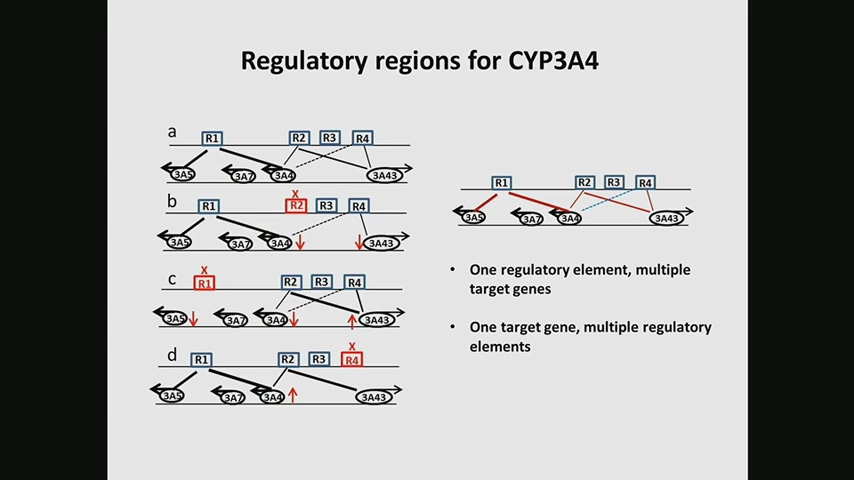 Regulatory regions for CYP3A4
a
R1 R2 R3 R4
3A5 3A7 3A4 3A43
b
X
R1 R2 R3 R4
3A5 3A7 3A4 3A43
c
X
R1 R2 R3 R4
3A5 3A7 3A4 3A43
d
X
R1 R2 R3 R4
3A5 3A7 3A4 3A43
R1 R2 R3 R4
3A5 3A7 3A4 3A43
• One regulatory element, multiple
target genes
• One target gene, multiple regulatory
elements